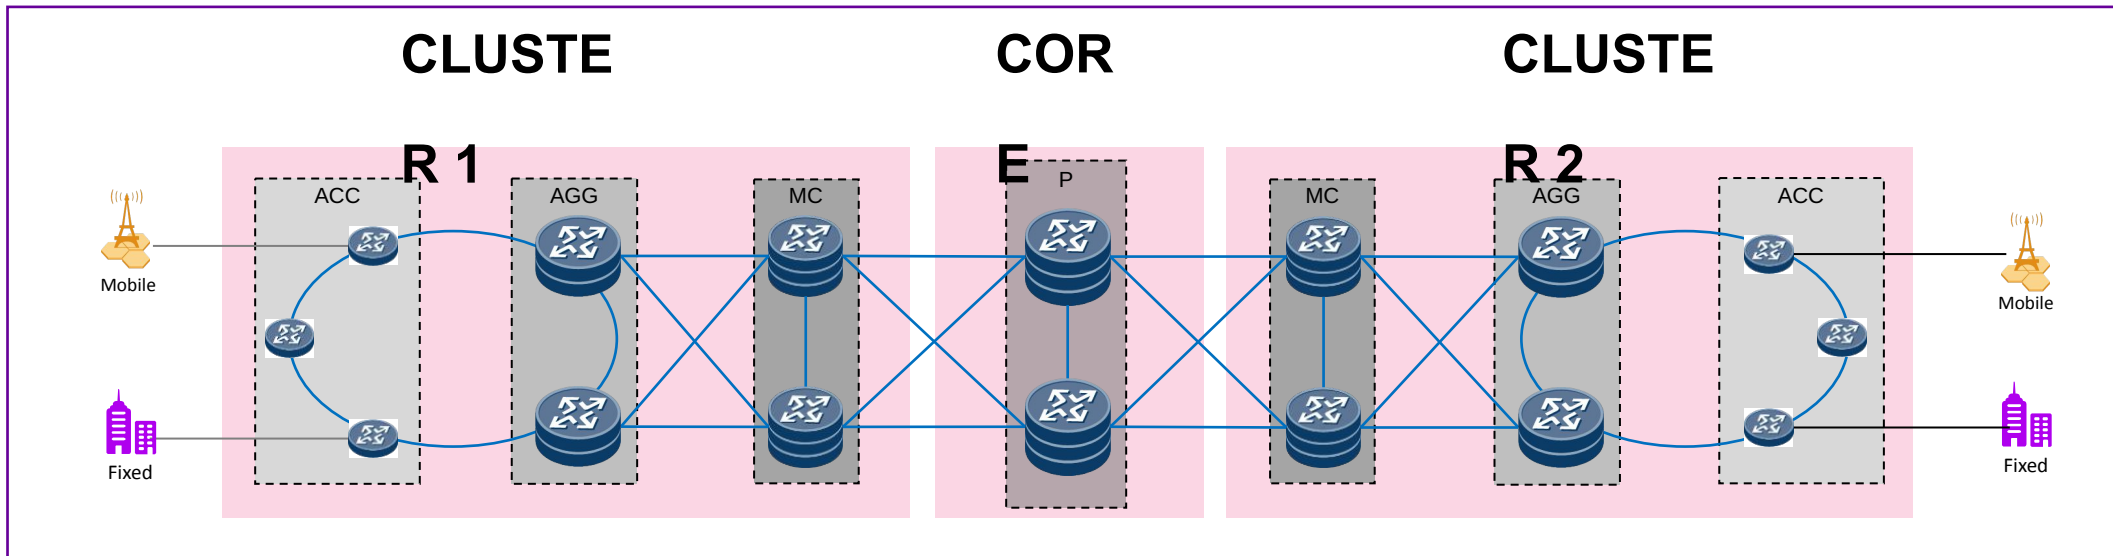 CLUSTE
R 1
COR
E
CLUSTE
R 2
ACC
AGG
MC
P
MC
AGG
ACC
Mobile
Fixed
Mobile
Fixed